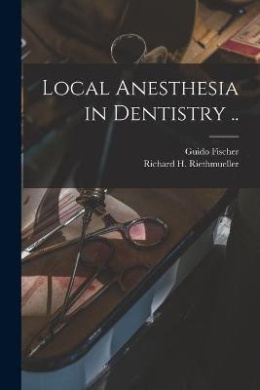 Local Anesthesia
in Dentistry ..
Guido Fischer
Richard H. Riethmueller